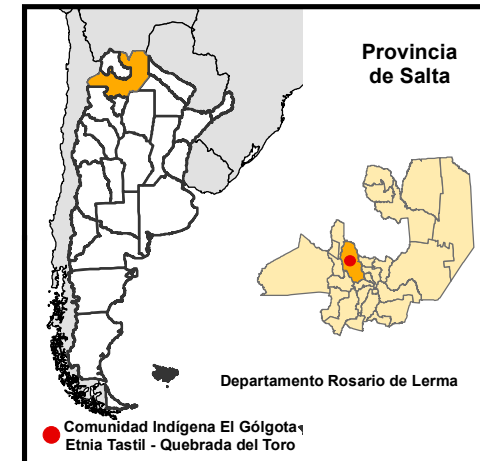 Provincia
de Salta
Departamento Rosario de Lerma
Comunidad Indígena El Gólgota
Etnia Tastil - Quebrada del Toro